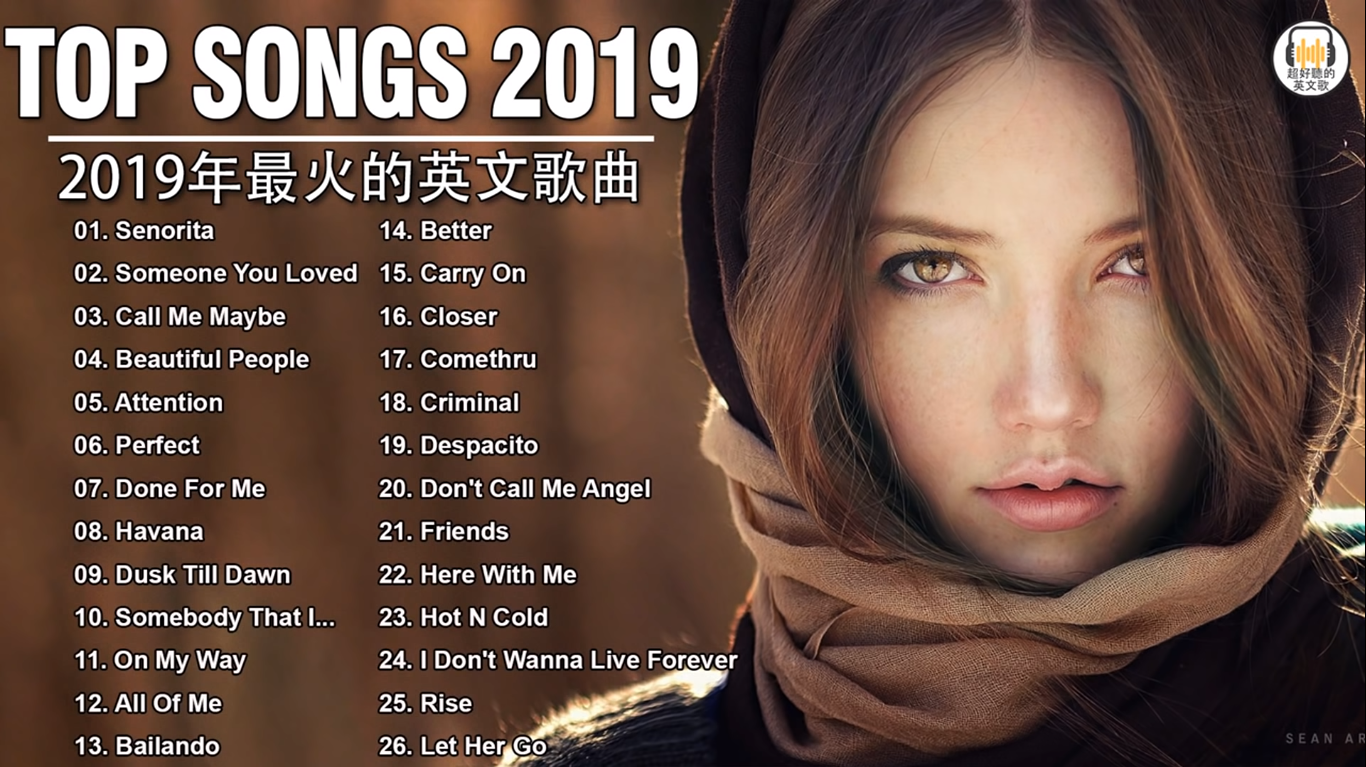 TOP SONGS 2019
2019年最火的英文歌曲
01. Senorita
02. Someone You Loved
03. Call Me Maybe
04. Beautiful People
05. Attention
06. Perfect
07. Done For Me
08. Havana
09. Dusk Till Dawn
10. Somebody That I...
11. On My Way
12. All Of Me
13. Bailando
14. Better
15. Carry On
16. Closer
17. Comethru
18. Criminal
19. Despacito
20. Don't Call Me Angel
21. Friends
22. Here With Me
23. Hot N Cold
24. I Don't Wanna Live Forever
25. Rise
26. Let Her Go
超好聽的
英文歌
SEAN AR